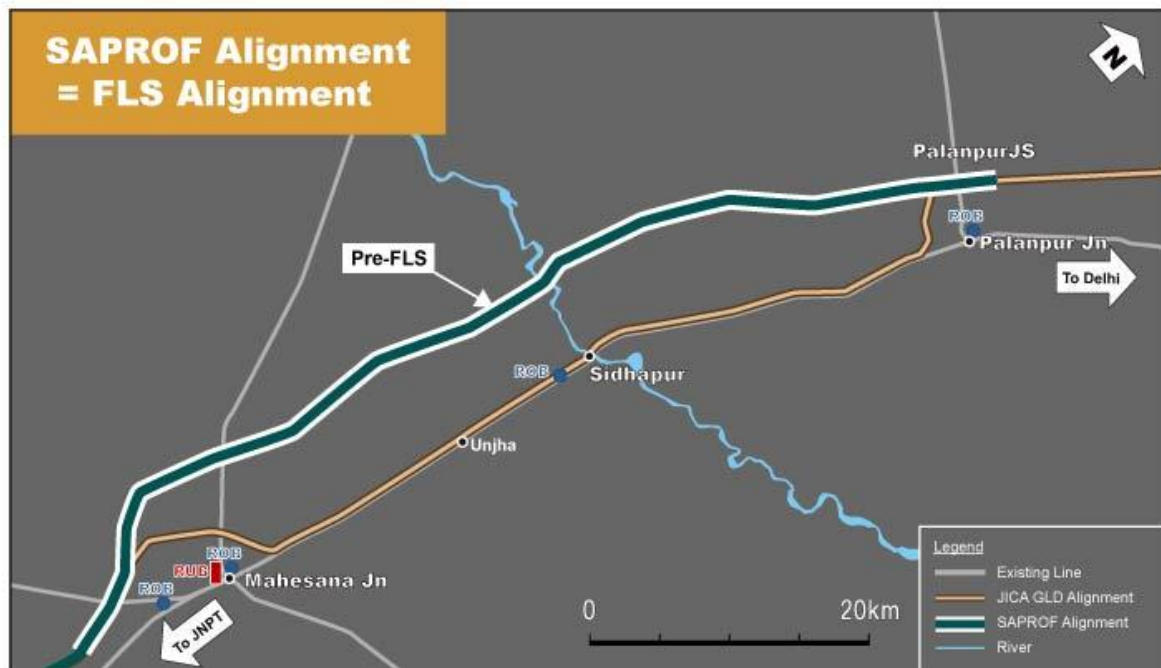 SAPROF Alignment
= FLS Alignment
N
PalanpurJS
ROB
Palanpur Jn
To Delhi
Pre-FLS
ROB
Sidhapur
Unjha
ROB
RUB
Mahesana Jn
ROB
To JNPT
0 20km
Legend
Existing Line
JICA GLD Alignment
SAPROF Alignment
River